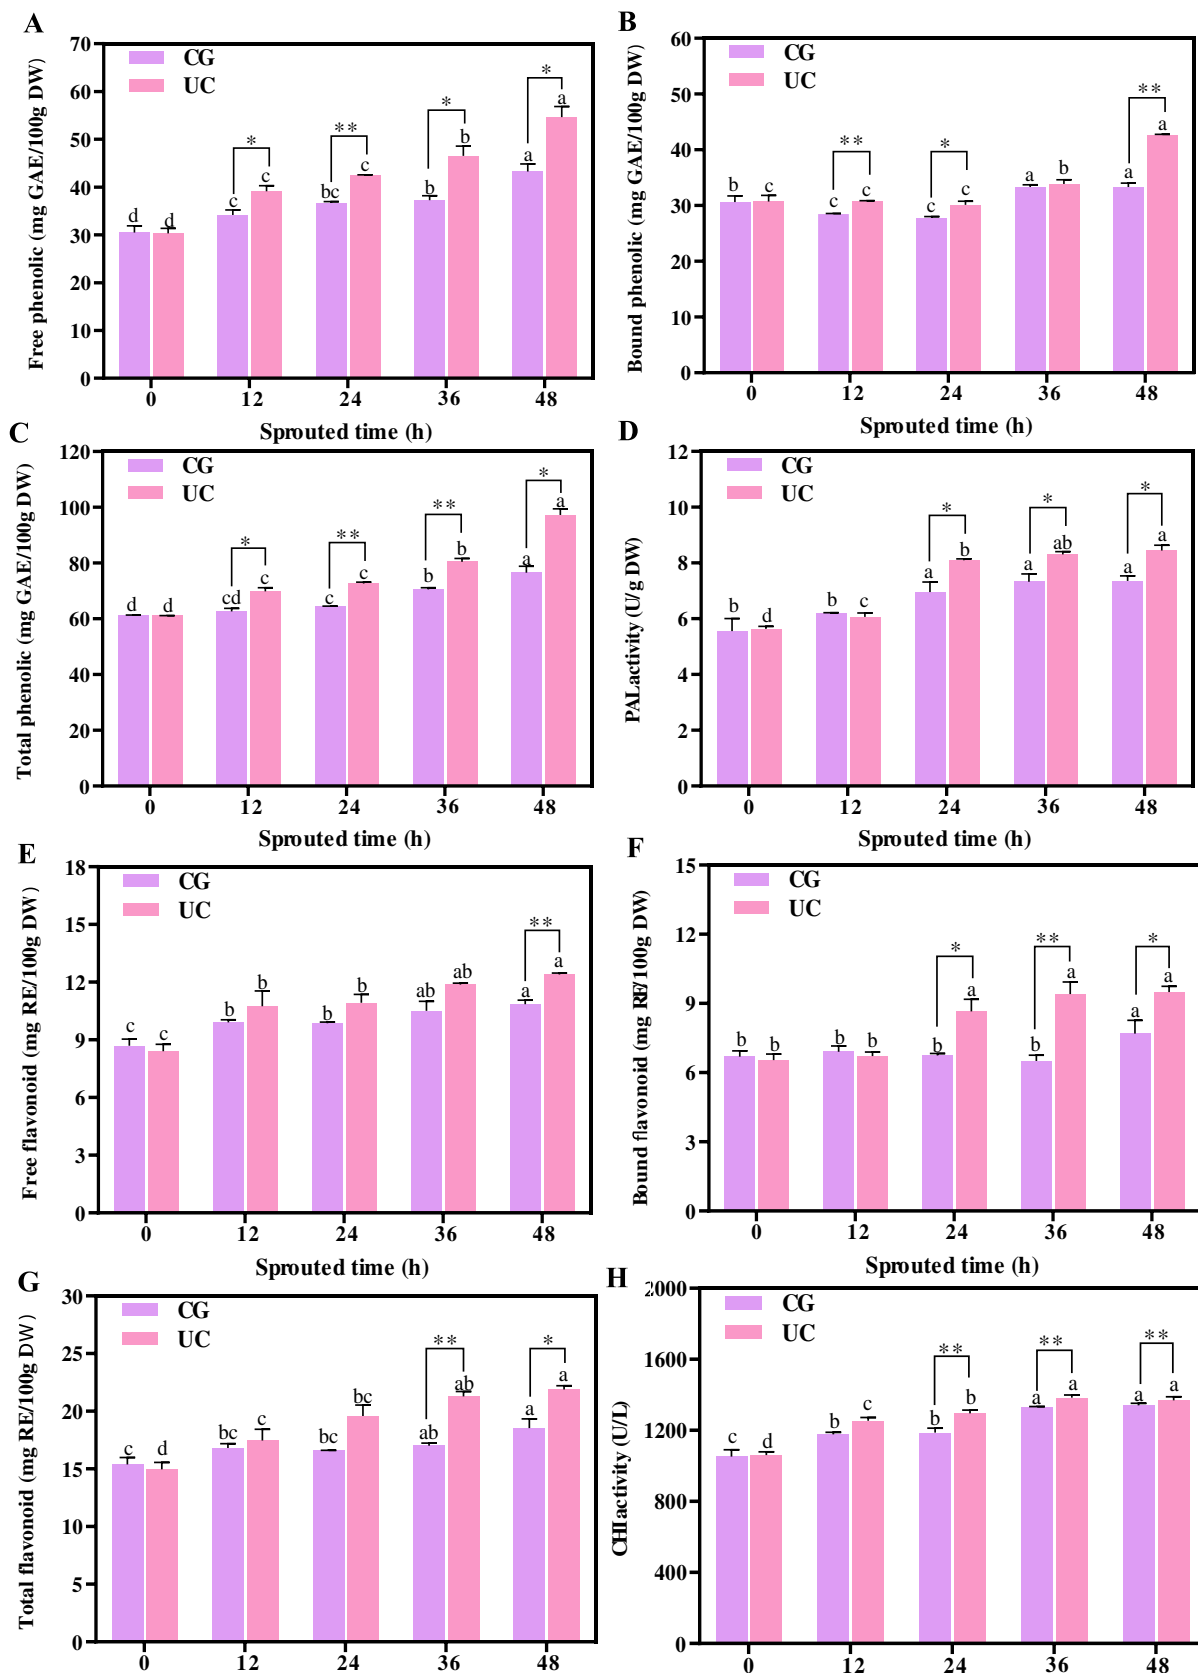 A
Free phenolic (mg GAE/100g DW)
70
60
50
40
30
20
10
0
CG
UC
d
d
c
*
c
bc
**
c
b
*
b
a
*
a
0
12
24
36
48
Sprouted time (h)
B
Bound phenolic (mg GAE/100g DW)
60
50
40
30
20
10
0
CG
UC
b
c
c
**
c
c
*
c
a
b
a
**
a
0
12
24
36
48
Sprouted time (h)
C
Total phenolic (mg GAE/100g DW)
120
100
80
60
40
20
0
CG
UC
d
d
cd
*
c
c
**
c
b
**
b
a
*
a
0
12
24
36
48
Sprouted time (h)
D
PALactivity (U/g DW)
12
10
8
6
4
2
0
CG
UC
b
d
b
c
a
*
b
a
*
ab
a
*
a
0
12
24
36
48
Sprouted time (h)
E
Free flavonoid (mg RE/100g DW)
18
15
12
9
6
3
0
CG
UC
c
c
b
b
b
b
ab
ab
a
**
a
0
12
24
36
48
Sprouted time (h)
F
Bound flavonoid (mg RE/100g DW)
15
12
9
6
3
0
CG
UC
b
b
b
b
b
*
a
b
**
a
a
*
a
0
12
24
36
48
Sprouted time (h)
G
Total flavonoid (mg RE/100g DW)
30
25
20
15
10
5
0
CG
UC
c
d
bc
c
bc
bc
ab
**
ab
a
*
a
0
12
24
36
48
H
CHIactivity (U/L)
2000
1600
1200
800
400
0
CG
UC
c
d
b
c
b
**
b
a
**
a
a
**
a
0
12
24
36
48
Sprouted time (h)